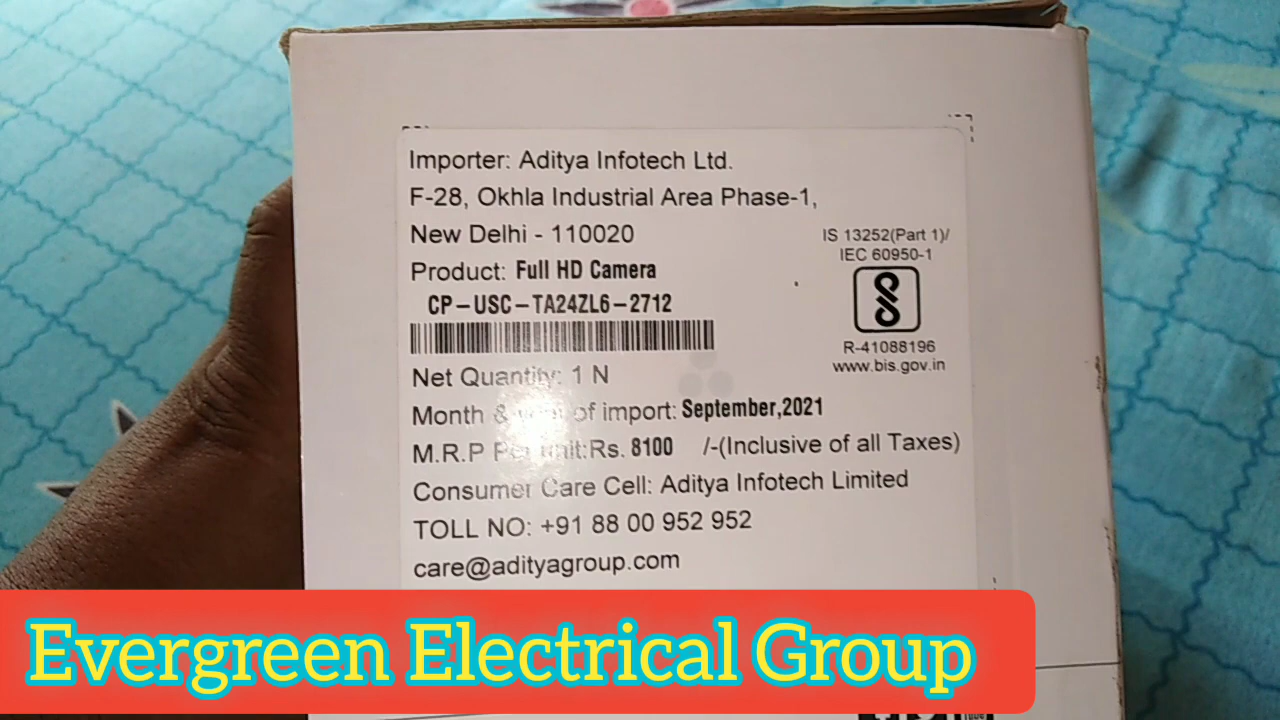 Importer: Aditya Infotech Ltd.
F-28, Okhla Industrial Area Phase-1,
New Delhi - 110020
Product: Full HD Camera
CP-USC-TA24ZL6-2712
Net Quantity: 1 N
Month & year of import: September,2021
M.R.P Per unit:Rs. 8100 /-(Inclusive of all Taxes)
Consumer Care Cell: Aditya Infotech Limited
TOLL NO: +91 88 00 952 952
care@adityagroup.com
IS 13252(Part 1)/
IEC 60950-1
R-41088196
www.bis.gov.in
Evergreen Electrical Group